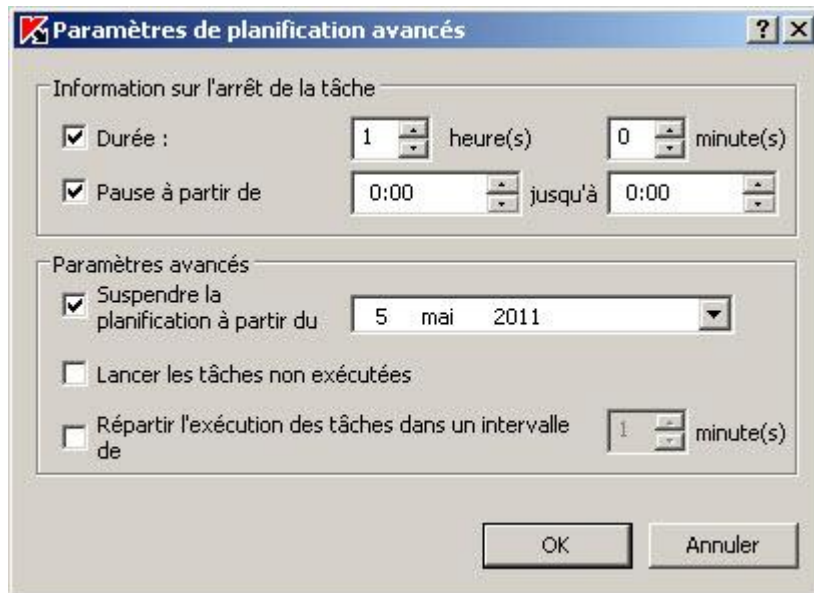 Paramètres de planification avancés
Information sur l'arrêt de la tâche
Durée : 1 heure(s) 0 minute(s)
Pause à partir de 0:00 jusqu'à 0:00
Paramètres avancés
Suspendre la
planification à partir du 5 mai 2011
Lancer les tâches non exécutées
Répartir l'exécution des tâches dans un intervalle
de 1 minute(s)
OK Annuler